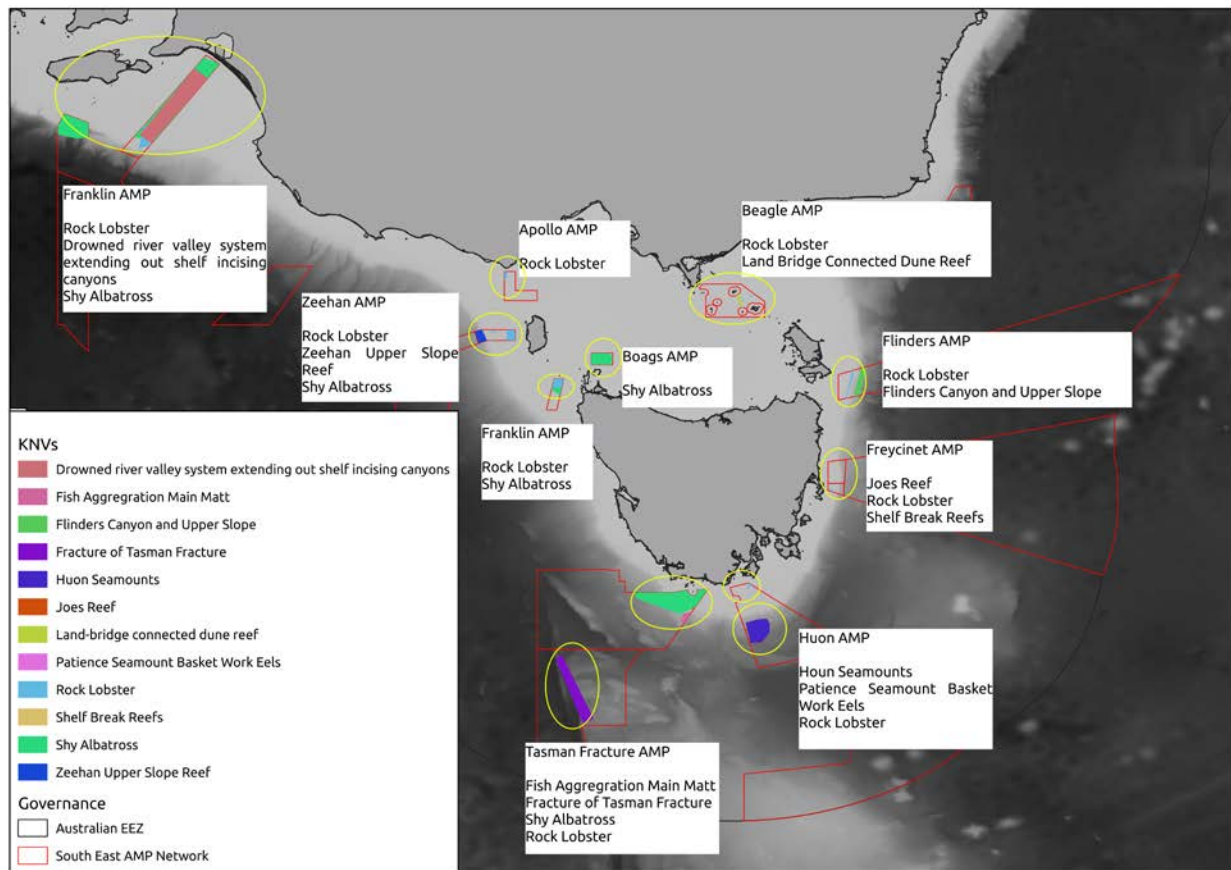 Franklin AMP
Rock Lobster
Drowned river valley system
extending out shelf incising
canyons
Shy Albatross
Apollo AMP
Rock Lobster
Beagle AMP
Rock Lobster
Land Bridge Connected Dune Reef
Zeehan AMP
Rock Lobster
Zeehan Upper Slope
Reef
Shy Albatross
Boags AMP
Shy Albatross
Flinders AMP
Rock Lobster
Flinders Canyon and Upper Slope
Franklin AMP
Rock Lobster
Shy Albatross
Freycinet AMP
Joes Reef
Rock Lobster
Shelf Break Reefs
Huon AMP
Houn Seamounts
Patience Seamount Basket
Work Eels
Rock Lobster
Tasman Fracture AMP
Fish Aggregration Main Matt
Fracture of Tasman Fracture
Shy Albatross
Rock Lobster
KNVs
Drowned river valley system extending out shelf incising canyons
Fish Aggregration Main Matt
Flinders Canyon and Upper Slope
Fracture of Tasman Fracture
Huon Seamounts
Joes Reef
Land-bridge connected dune reef
Patience Seamount Basket Work Eels
Rock Lobster
Shelf Break Reefs
Shy Albatross
Zeehan Upper Slope Reef
Governance
Australian EEZ
South East AMP Network